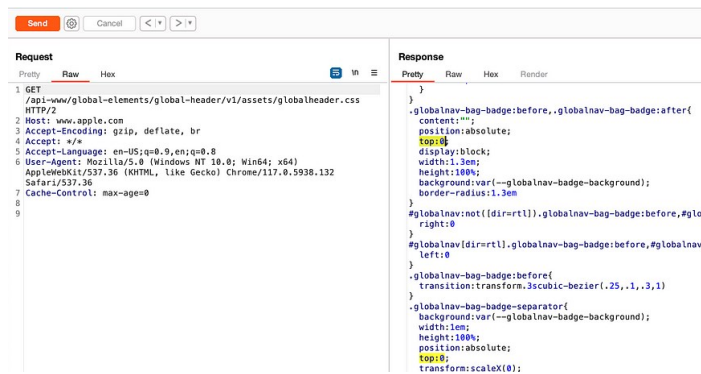 Send
Cancel
< >
Request
Pretty Raw Hex
\n
1 GET
/api-www/global-elements/global-header/v1/assets/globalheader.css
HTTP/2
2 Host: www.apple.com
3 Accept-Encoding: gzip, deflate, br
4 Accept: */*
5 Accept-Language: en-US;q=0.9,en;q=0.8
6 User-Agent: Mozilla/5.0 (Windows NT 10.0; Win64; x64)
AppleWebKit/537.36 (KHTML, like Gecko) Chrome/117.0.5938.132
Safari/537.36
7 Cache-Control: max-age=0
8
9
Response
Pretty Raw Hex Render
}
}
.globalnav-bag-badge:before,.globalnav-bag-badge:after{
content:"";
position:absolute;
top:0;
display:block;
width:1.3em;
height:100%;
background:var(--globalnav-badge-background);
border-radius:1.3em
}
#globalnav:not([dir=rtl]).globalnav-bag-badge:before,#glo
right:0
}
#globalnav[dir=rtl].globalnav-bag-badge:before,#globalnav
left:0
}
.globalnav-bag-badge:before{
transition:transform.3scubic-bezier(.25,.1,.3,1)
}
.globalnav-bag-badge-separator{
background:var(--globalnav-badge-background);
width:1em;
height:100%;
position:absolute;
top:0;
transform:scaleX(0);